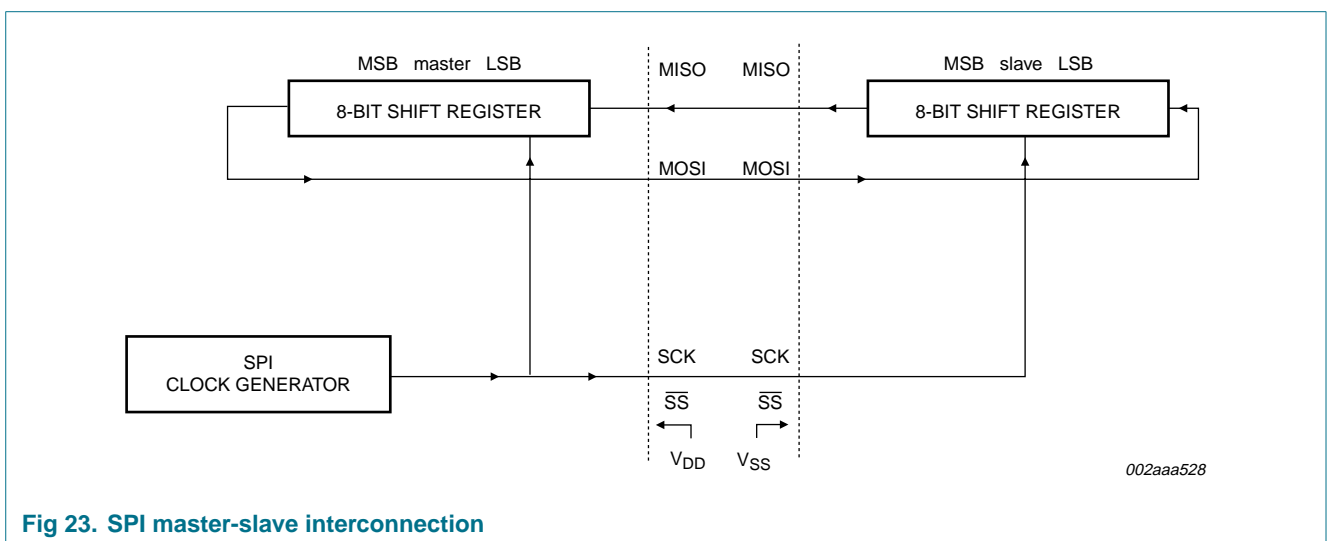 MSB master LSB
8-BIT SHIFT REGISTER
MISO MISO
MSB slave LSB
8-BIT SHIFT REGISTER
MOSI MOSI
SPI
CLOCK GENERATOR
SCK SCK
SS SS
VDD VSS
002aaa528
Fig 23. SPI master-slave interconnection